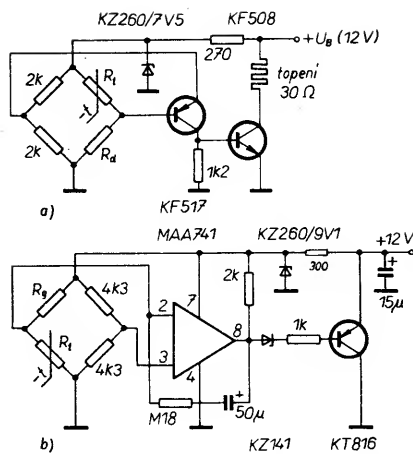 KZ260/7V5 KF508
+U_B (12 V)
270
2k R_t
topení
30 Ω
-t
2k R_d
1k2
a) KF517
MAA741 KZ260/9V1
+12V
2k 300
R_g 4k3 7
2 8 1k 15μ
+
R_t 4k3 3
-t 4
M18 50μ
+
b) KZ141 KT816